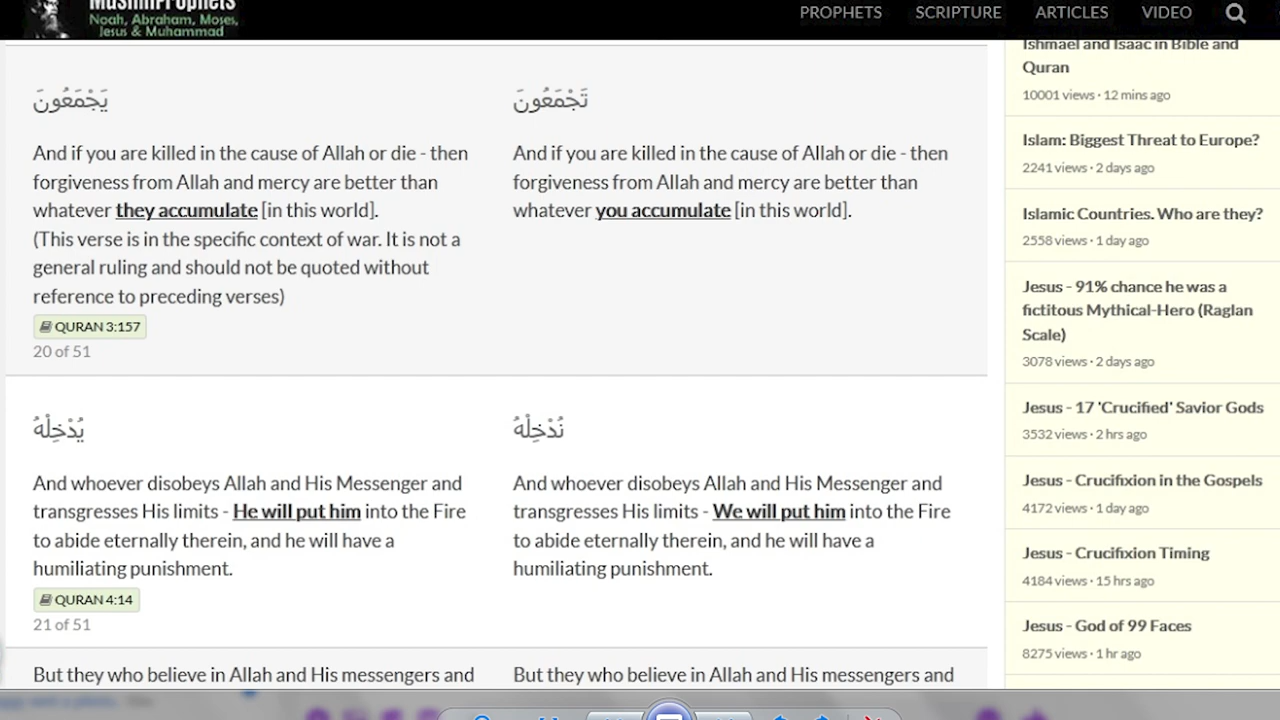 MuslimProphets
Noah, Abraham, Moses,
Jesus & Muhammad
PROPHETS SCRIPTURE ARTICLES VIDEO
يَجْمَعُونَ
And if you are killed in the cause of Allah or die - then
forgiveness from Allah and mercy are better than
whatever they accumulate [in this world].
(This verse is in the specific context of war. It is not a
general ruling and should not be quoted without
reference to preceding verses)
QURAN 3:157
20 of 51
تَجْمَعُونَ
And if you are killed in the cause of Allah or die - then
forgiveness from Allah and mercy are better than
whatever you accumulate [in this world].
يُدْخِلْهُ
And whoever disobeys Allah and His Messenger and
transgresses His limits - He will put him into the Fire
to abide eternally therein, and he will have a
humiliating punishment.
QURAN 4:14
21 of 51
نُدْخِلْهُ
And whoever disobeys Allah and His Messenger and
transgresses His limits - We will put him into the Fire
to abide eternally therein, and he will have a
humiliating punishment.
But they who believe in Allah and His messengers and
But they who believe in Allah and His messengers and
Ishmael and Isaac in Bible and
Quran
10001 views · 12 mins ago
Islam: Biggest Threat to Europe?
2241 views · 2 days ago
Islamic Countries. Who are they?
2558 views · 1 day ago
Jesus - 91% chance he was a
fictitous Mythical-Hero (Raglan
Scale)
3078 views · 2 days ago
Jesus - 17 'Crucified' Savior Gods
3532 views · 2 hrs ago
Jesus - Crucifixion in the Gospels
4172 views · 1 day ago
Jesus - Crucifixion Timing
4184 views · 15 hrs ago
Jesus - God of 99 Faces
8275 views · 1 hr ago